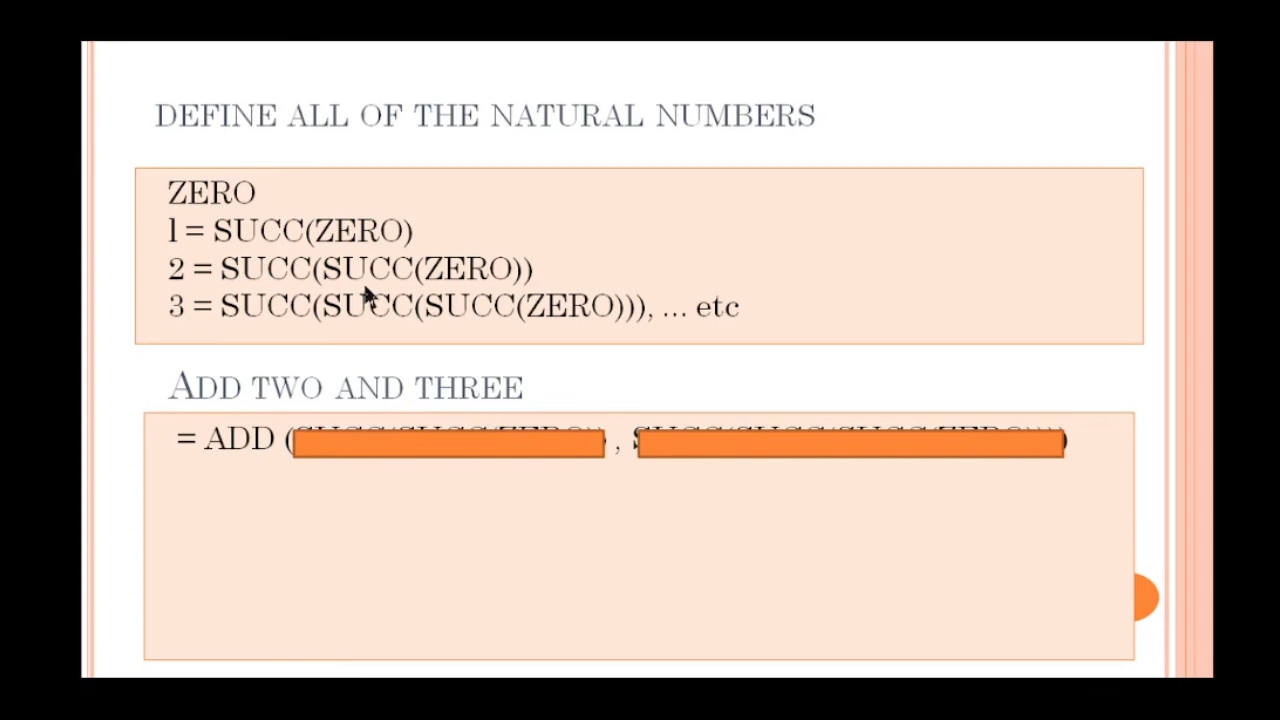 DEFINE ALL OF THE NATURAL NUMBERS
ZERO
1 = SUCC(ZERO)
2 = SUCC(SUCC(ZERO))
3 = SUCC(SUCC(SUCC(ZERO))), ... etc
ADD TWO AND THREE
= ADD ( , )